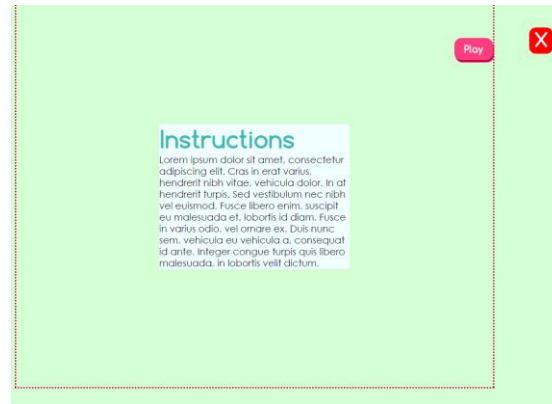 Play
X
Instructions
Lorem ipsum dolor sit amet, consectetur
adipiscing elit. Cras in erat varius,
hendrerit nibh vitae, vehicula dolor. In at
hendrerit turpis. Sed vestibulum nec nibh
vel euismod. Fusce libero enim, suscipit
eu malesuada et, lobortis id diam. Fusce
in varius odio, vel ornare ex. Duis nunc
sem, vehicula eu vehicula a, consequat
id ante. Integer congue turpis quis libero
malesuada, in lobortis velit dictum.